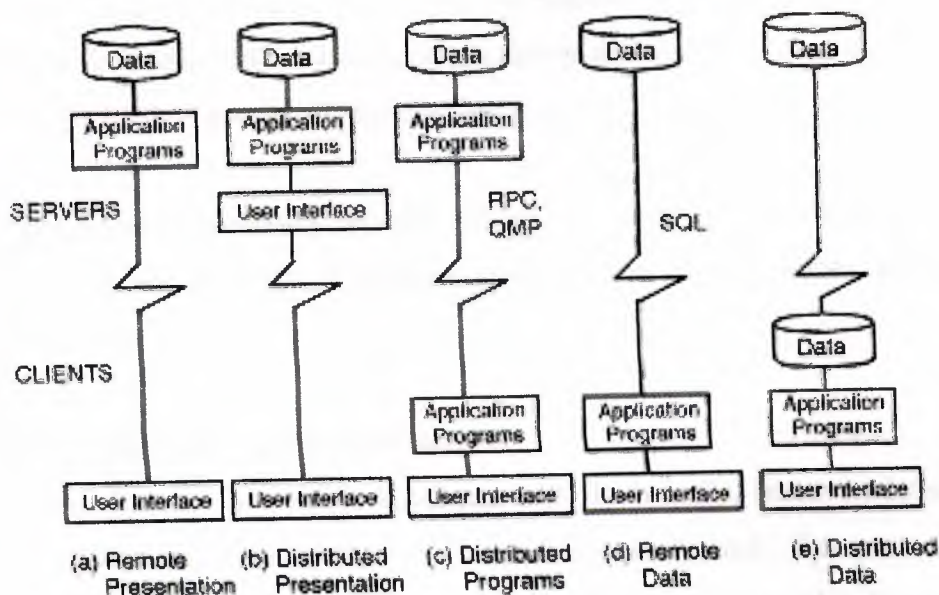 Data
Data
Data
Data
Data
Application
Programs
Application
Programs
Application
Programs
SERVERS
User Interface
RPC,
QMP
SQL
CLIENTS
Data
Application
Programs
Application
Programs
Application
Programs
User Interface
User Interface
User Interface
User Interface
User Interface
(a) Remote
Presentation
(b) Distributed
Presentation
(c) Distributed
Programs
(d) Remote
Data
(e) Distributed
Data